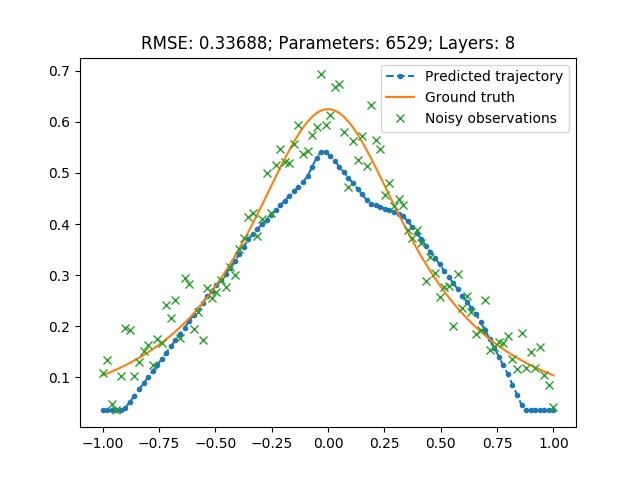 RMSE: 0.33688; Parameters: 6529; Layers: 8
Predicted trajectory
Ground truth
Noisy observations
0.7
0.6
0.5
0.4
0.3
0.2
0.1
−1.00 −0.75 −0.50 −0.25 0.00 0.25 0.50 0.75 1.00